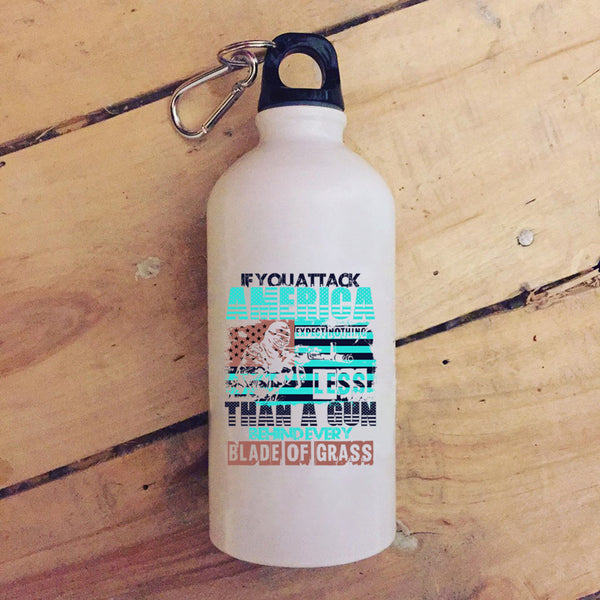 IF YOU ATTACK
AMERICA
EXPECT NOTHING
LESS
THAN A GUN
BEHIND EVERY
BLADE OF GRASS